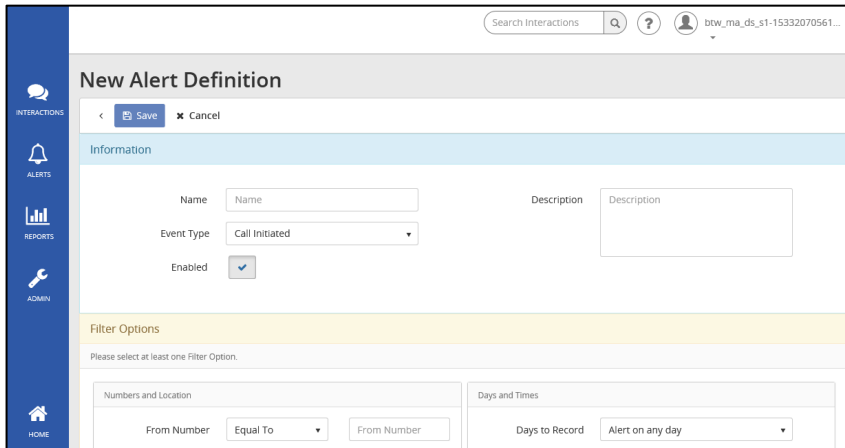 Search Interactions
?
btw_ma_ds_s1-15332070561...
INTERACTIONS
ALERTS
REPORTS
ADMIN
HOME
New Alert Definition
Save Cancel
Information
Name Name Description Description
Event Type Call Initiated
Enabled
Filter Options
Please select at least one Filter Option.
Numbers and Location Days and Times
From Number Equal To From Number Days to Record Alert on any day